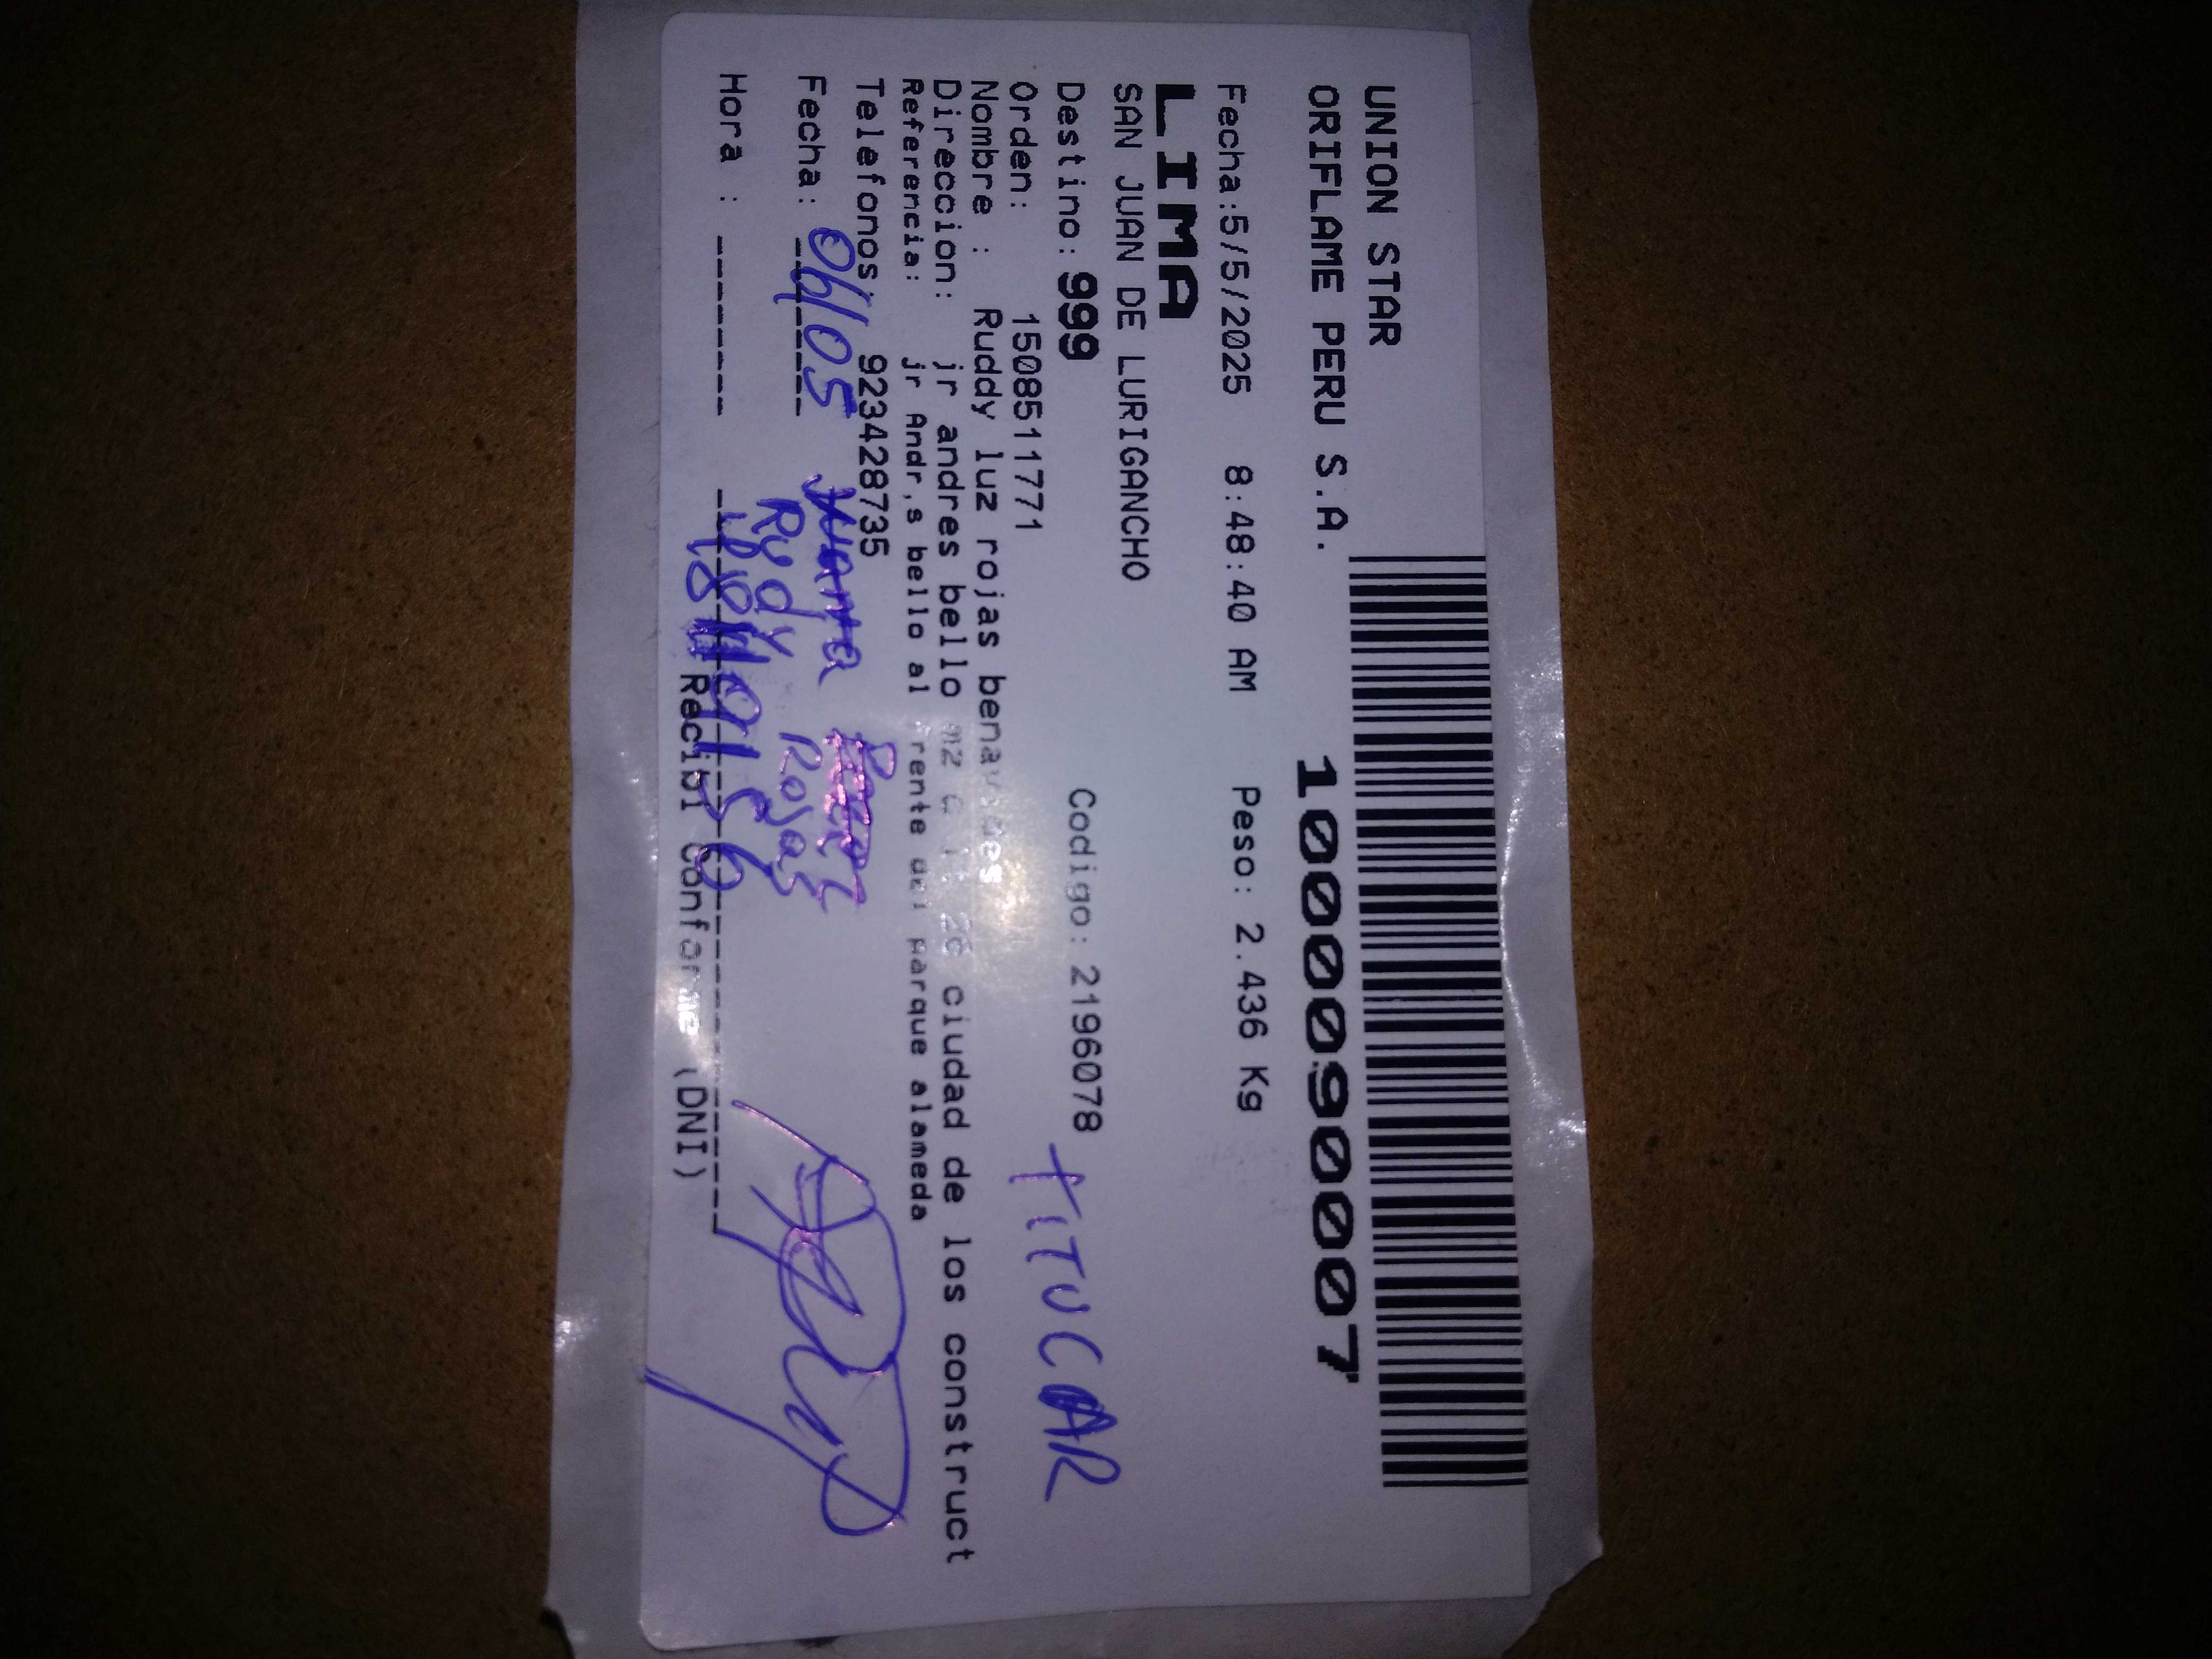 UNION STAR
ORIFLAME PERU S.A.
10000090007
Fecha:5/5/2025 8:48:40 AM Peso: 2.436 Kg
LIMA
SAN JUAN DE LURIGANCHO
Destino: 999 Codigo: 2196078
TITUCAR
Orden: 1508511771
Nombre : Ruddy luz rojas benavides
Direccion: jr andres bello mz ciudad de los construct
Referencia: jr Andr,s bello al frente del parque alameda
Telefonos: 923428735
Fecha: 06/05
Rudy Rojas
Hora :
Recibi Conforme (DNI)